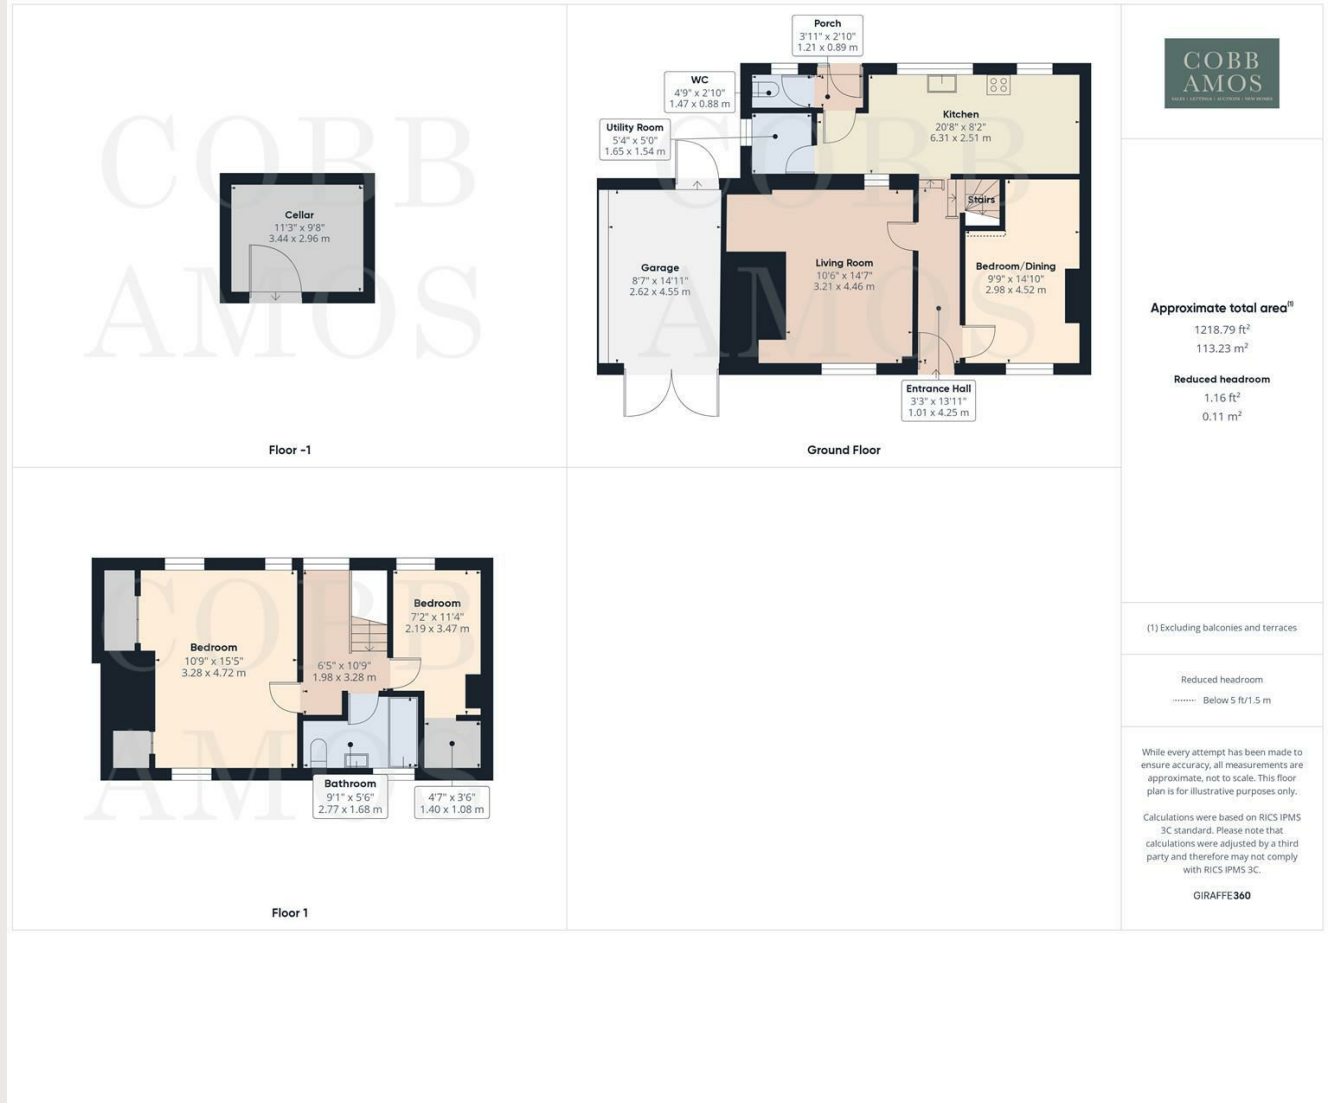 COBB
AMOS
Cellar
11'3" x 9'8"
3.44 x 2.96 m
Floor -1
COBB
AMOS
Porch
3'11" x 2'10"
1.21 x 0.89 m
WC
4'9" x 2'10"
1.47 x 0.88 m
Utility Room
5'4" x 5'0"
1.65 x 1.54 m
Kitchen
20'8" x 8'2"
6.31 x 2.51 m
Stairs
Garage
8'7" x 14'11"
2.62 x 4.55 m
Living Room
10'6" x 14'7"
3.21 x 4.46 m
Bedroom/Dining
9'9" x 14'10"
2.98 x 4.52 m
Entrance Hall
3'3" x 13'11"
1.01 x 4.25 m
Ground Floor
COBB
AMOS
Bedroom
10'9" x 15'5"
3.28 x 4.72 m
6'5" x 10'9"
1.98 x 3.28 m
Bedroom
7'2" x 11'4"
2.19 x 3.47 m
Bathroom
9'1" x 5'6"
2.77 x 1.68 m
4'7" x 3'6"
1.40 x 1.08 m
Floor 1
COBB
AMOS
SALES • LETTINGS • AUCTIONS • NEW HOMES
Approximate total area(1)
1218.79 ft²
113.23 m²
Reduced headroom
1.16 ft²
0.11 m²
(1) Excluding balconies and terraces
Reduced headroom
Below 5 ft/1.5 m
While every attempt has been made to
ensure accuracy, all measurements are
approximate, not to scale. This floor
plan is for illustrative purposes only.
Calculations were based on RICS IPMS
3C standard. Please note that
calculations were adjusted by a third
party and therefore may not comply
with RICS IPMS 3C.
GIRAFFE360